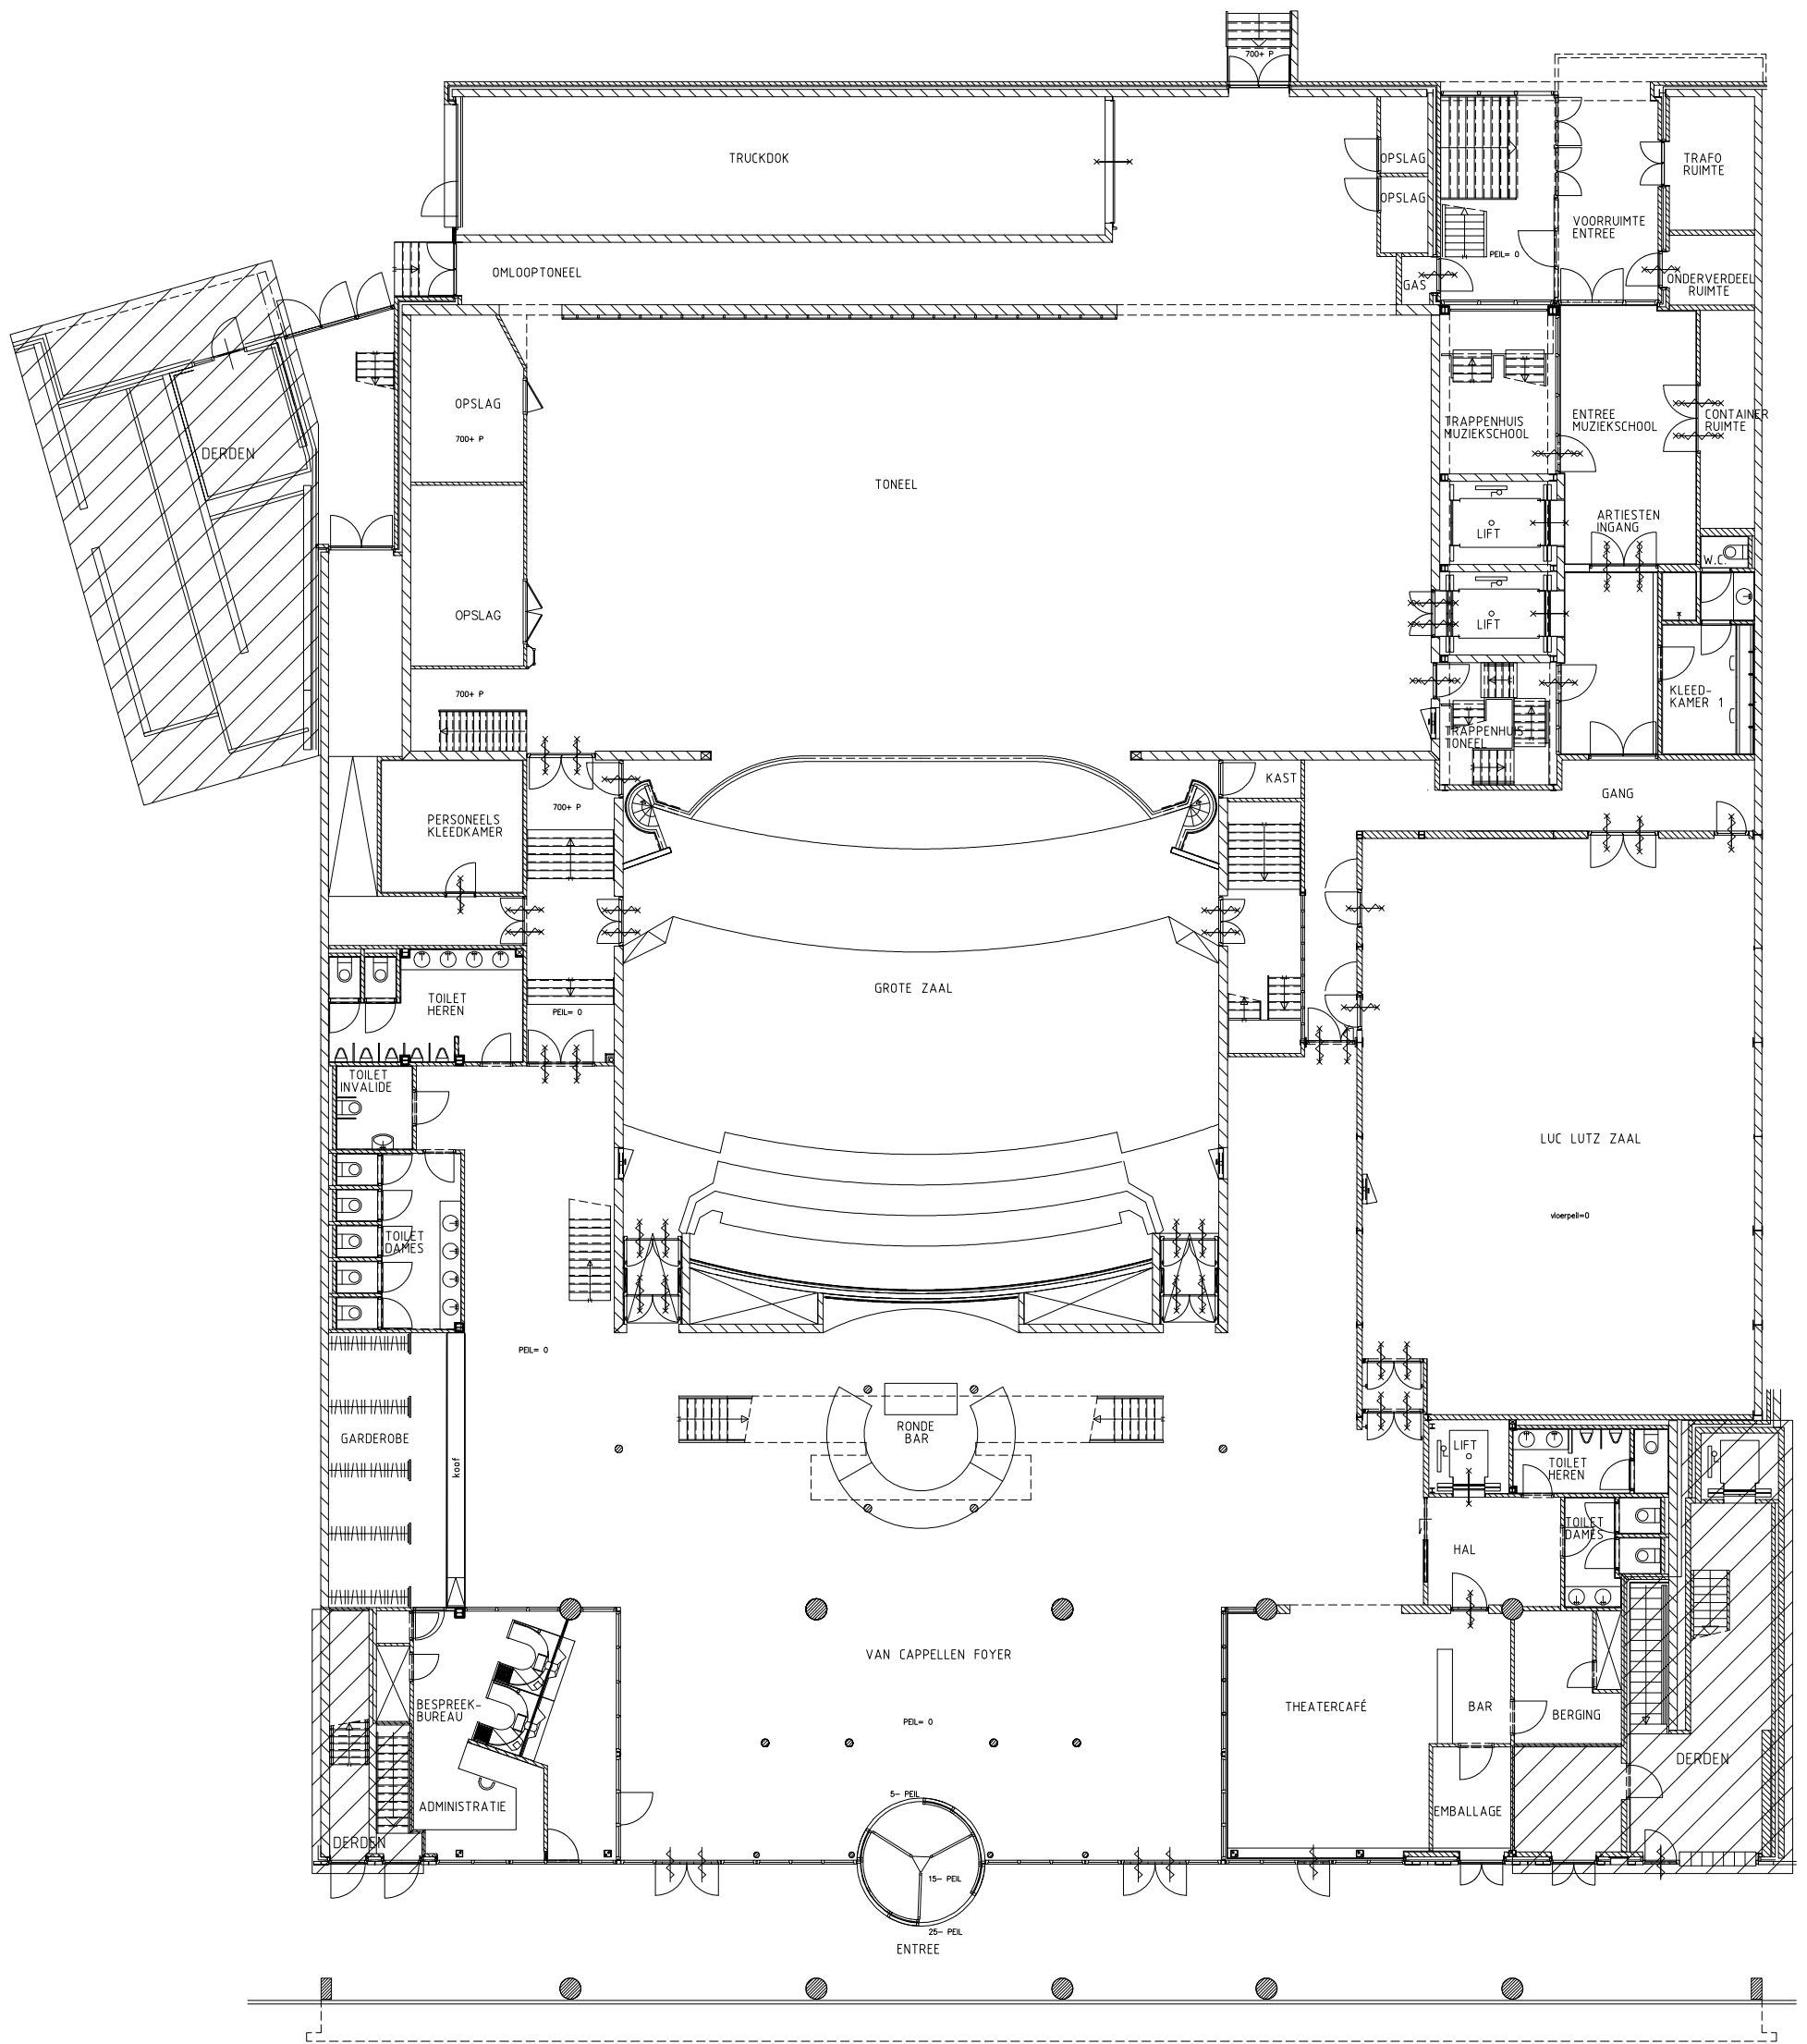 700+ P
TRUCKDOK
OPSLAG
OPSLAG
TRAFO
RUIMTE
VOORRUIMTE
ENTREE
PEIL= 0
OMLOOPTONEEL
GAS
ONDERVERDEEL
RUIMTE
OPSLAG
700+ P
DERDEN
TONEEL
TRAPPENHUIS
MUZIEKSCHOOL
ENTREE
MUZIEKSCHOOL
CONTAINER
RUIMTE
ARTIESTEN
INGANG
LIFT
W.C.
OPSLAG
LIFT
700+ P
KLEED-
KAMER 1
TRAPPENHUIS
TONEEL
KAST
GANG
700+ P
PERSONEELS
KLEEDKAMER
GROTE ZAAL
TOILET
HEREN
PEIL= 0
TOILET
INVALIDE
LUC LUTZ ZAAL
vloerpeil=0
TOILET
DAMES
PEIL= 0
RONDE
BAR
GARDEROBE
koof
LIFT
TOILET
HEREN
TOILET
DAMES
HAL
VAN CAPPELLEN FOYER
BESPREEK-
BUREAU
THEATERCAFÉ
BAR
BERGING
PEIL= 0
DERDEN
5- PEIL
ADMINISTRATIE
EMBALLAGE
DERDEN
15- PEIL
25- PEIL
ENTREE